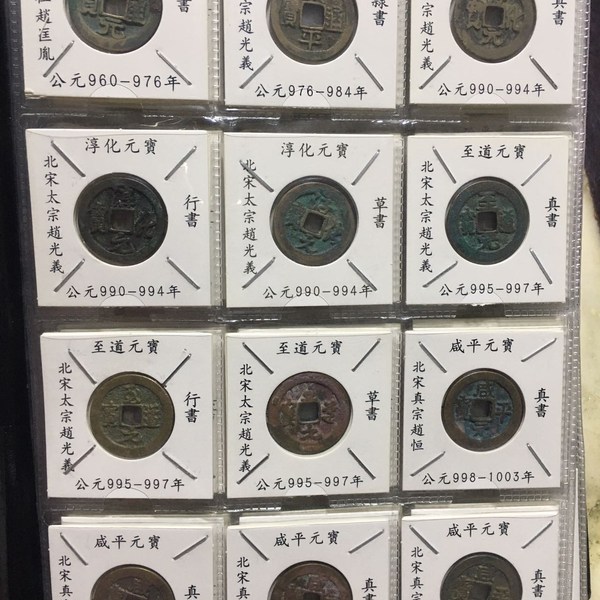 趙匡胤
公元960-976年
宗趙光義
書
公元976-984年
宗趙光義
真書
公元990-994年
淳化元寶
北宋太宗趙光義
行書
公元990-994年
淳化元寶
北宋太宗趙光義
草書
公元990-994年
至道元寶
北宋太宗趙光義
真書
公元995-997年
至道元寶
北宋太宗趙光義
行書
公元995-997年
至道元寶
北宋太宗趙光義
草書
公元995-997年
咸平元寶
北宋真宗趙恒
真書
公元998-1003年
咸平元寶
北宋真
真書
咸平元寶
北宋真
真
咸平元寶
北宋真
真書